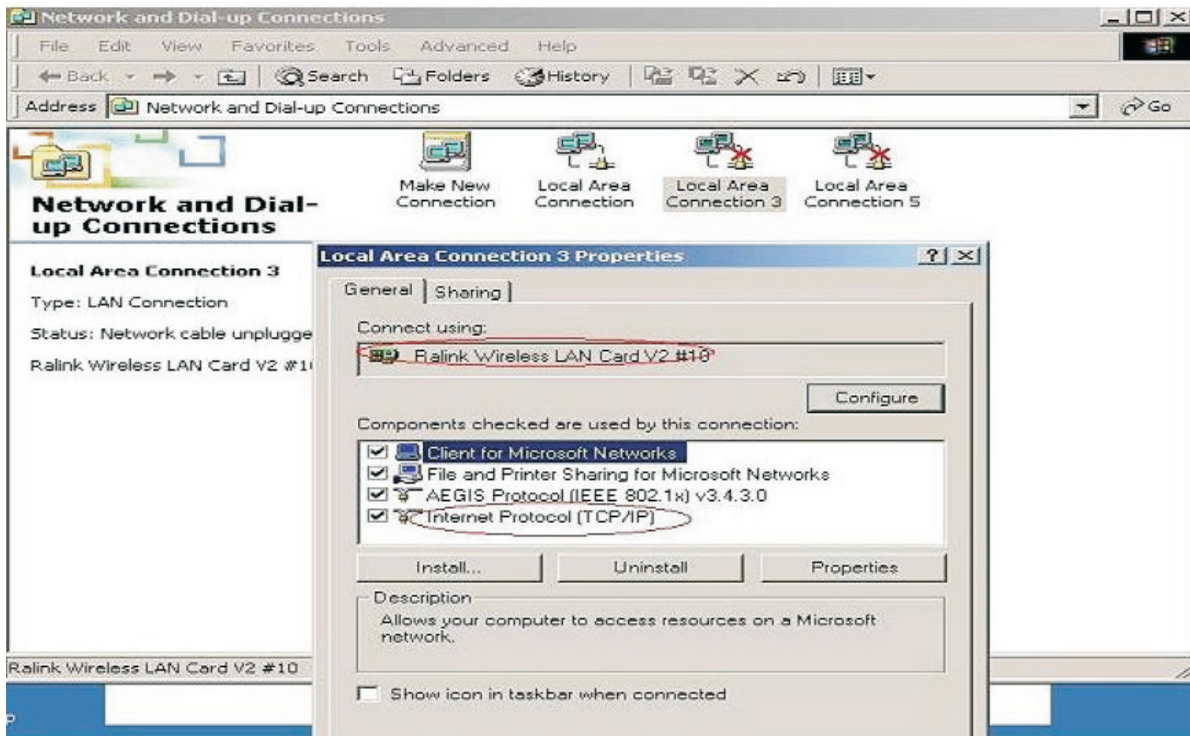 Network and Dial-up Connections
File Edit View Favorites Tools Advanced Help
Back Search Folders History
Address Network and Dial-up Connections Go
Make New Connection
Local Area Connection
Local Area Connection 3
Local Area Connection 5
Network and Dial-up Connections
Local Area Connection 3
Type: LAN Connection
Status: Network cable unplugge
Ralink Wireless LAN Card V2 #1
Local Area Connection 3 Properties
General Sharing
Connect using:
Ralink Wireless LAN Card V2 #10
Configure
Components checked are used by this connection:
Client for Microsoft Networks
File and Printer Sharing for Microsoft Networks
AEGIS Protocol (IEEE 802.1x) v3.4.3.0
Internet Protocol (TCP/IP)
Install... Uninstall Properties
Description
Allows your computer to access resources on a Microsoft
network.
Show icon in taskbar when connected
Ralink Wireless LAN Card V2 #10